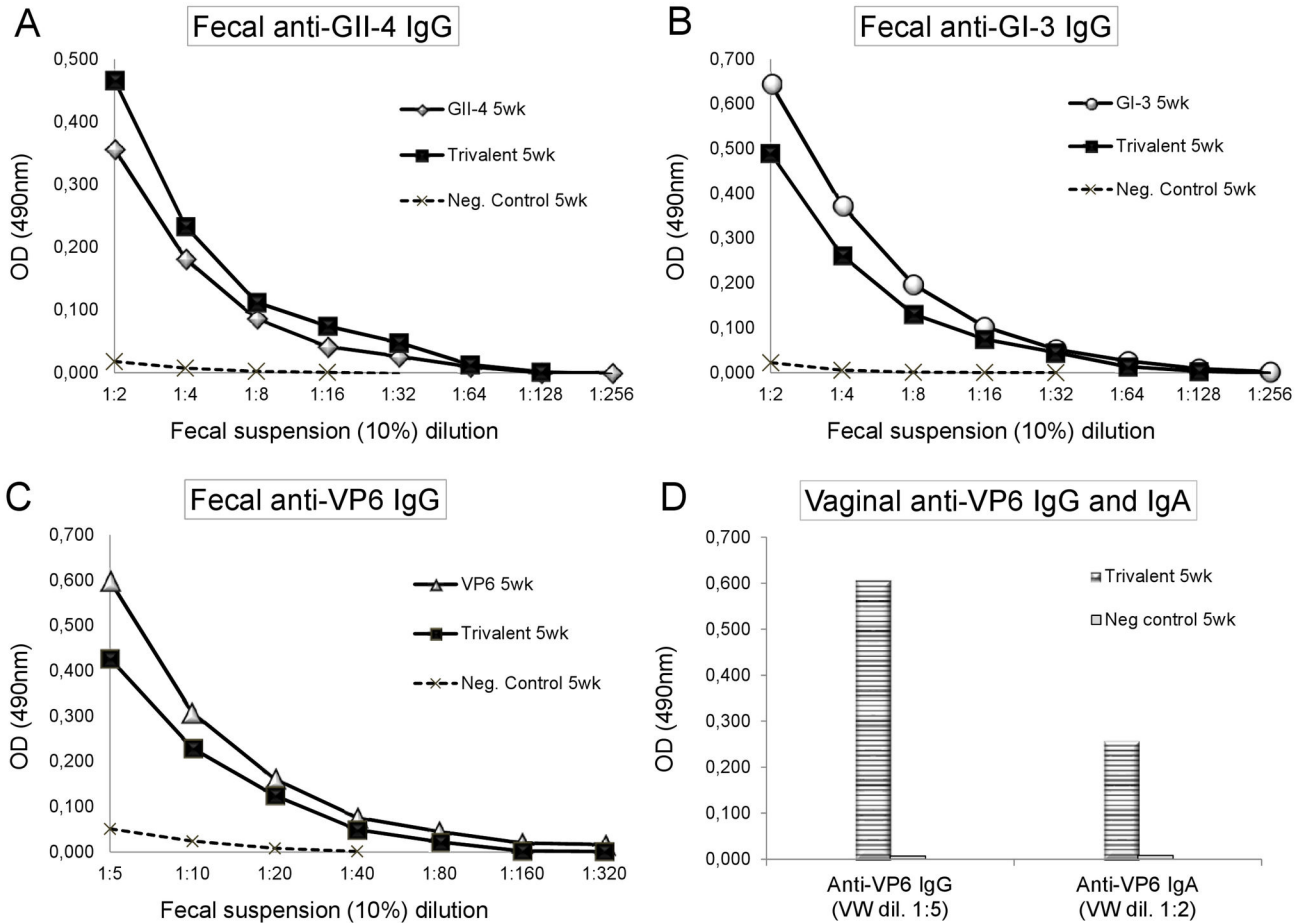 A
Fecal anti-GII-4 IgG
0,500
0,400
0,300
0,200
0,100
0,000
OD (490nm)
GII-4 5wk
Trivalent 5wk
Neg. Control 5wk
1:2 1:4 1:8 1:16 1:32 1:64 1:128 1:256
Fecal suspension (10%) dilution
B
Fecal anti-GI-3 IgG
0,700
0,600
0,500
0,400
0,300
0,200
0,100
0,000
OD (490nm)
GI-3 5wk
Trivalent 5wk
Neg. Control 5wk
1:2 1:4 1:8 1:16 1:32 1:64 1:128 1:256
Fecal suspension (10%) dilution
C
Fecal anti-VP6 IgG
0,700
0,600
0,500
0,400
0,300
0,200
0,100
0,000
OD (490nm)
VP6 5wk
Trivalent 5wk
Neg. Control 5wk
1:5 1:10 1:20 1:40 1:80 1:160 1:320
Fecal suspension (10%) dilution
D
Vaginal anti-VP6 IgG and IgA
0,700
0,600
0,500
0,400
0,300
0,200
0,100
0,000
OD (490nm)
Trivalent 5wk
Neg control 5wk
Anti-VP6 IgG
(VW dil. 1:5)
Anti-VP6 IgA
(VW dil. 1:2)